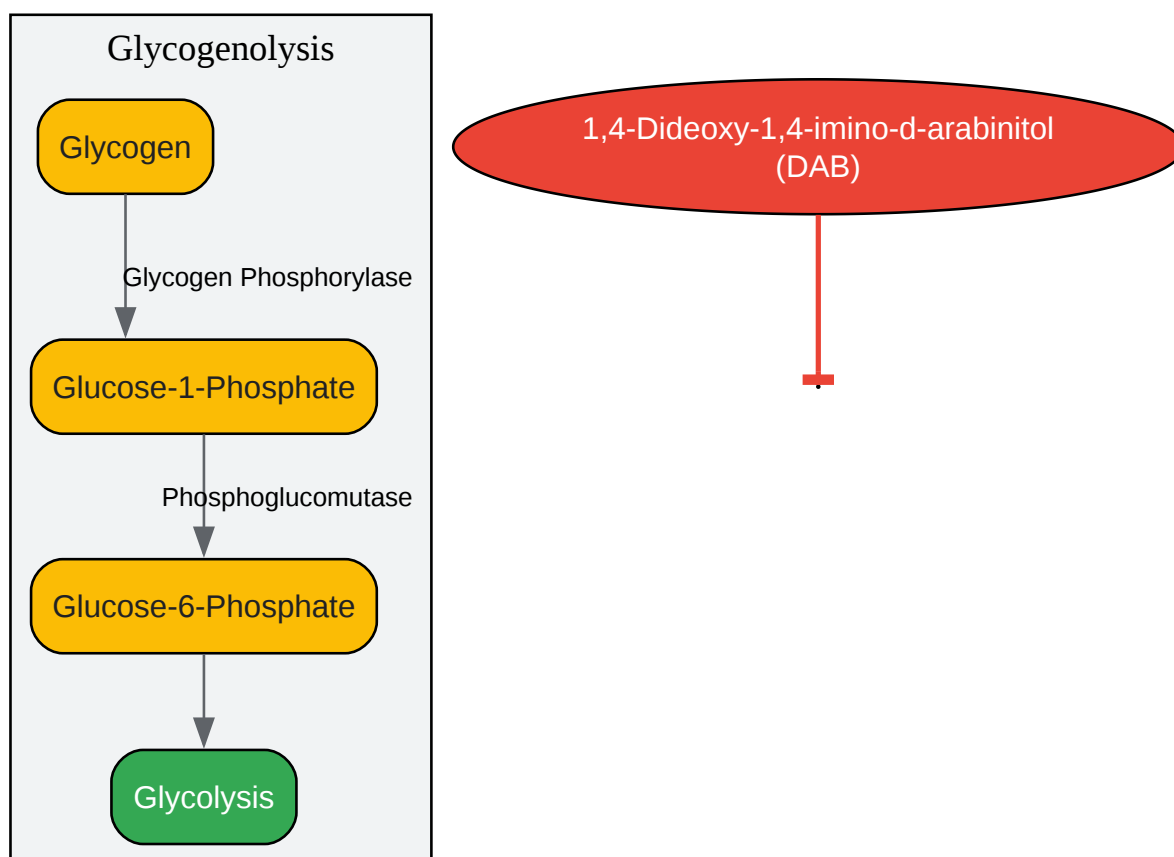 Glycogenolysis
Glycogen
1,4-Dideoxy-1,4-imino-d-arabinitol
(DAB)
Glycogen Phosphorylase
Glucose-1-Phosphate
Phosphoglucomutase
Glucose-6-Phosphate
Glycolysis